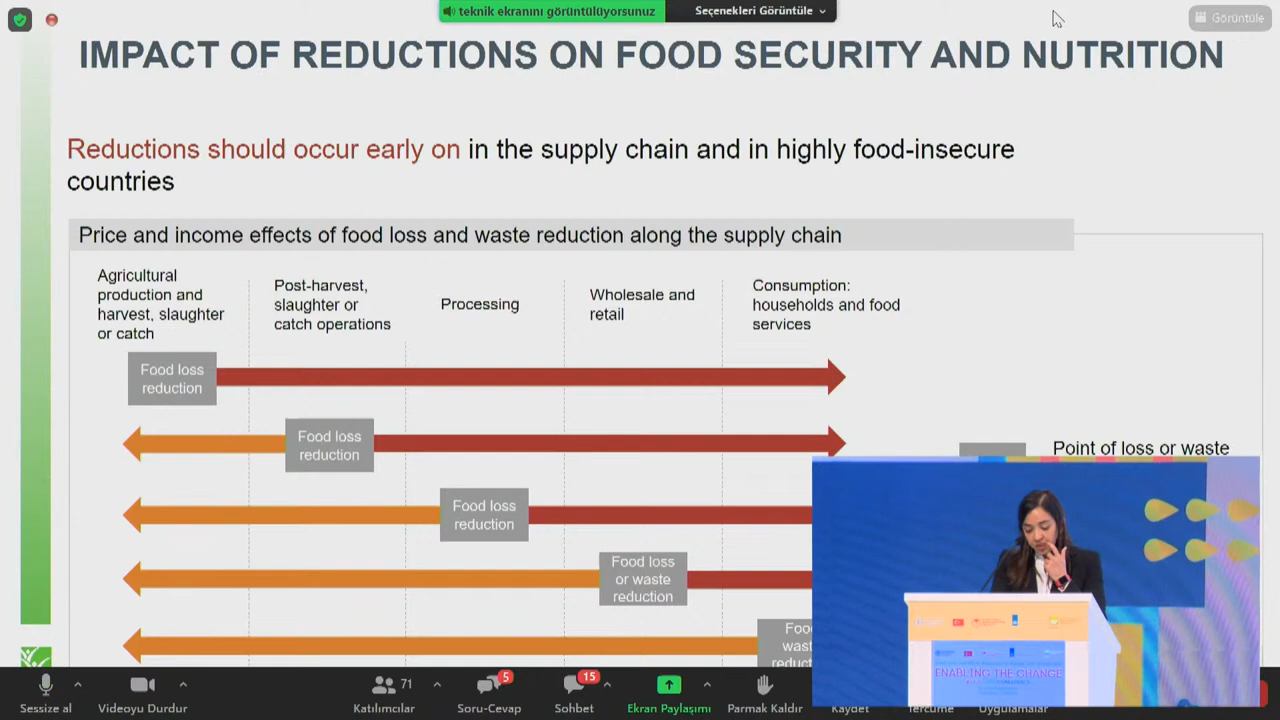 teknik ekranını görüntülüyorsunuz
Seçenekleri Görüntüle
Görüntüle
IMPACT OF REDUCTIONS ON FOOD SECURITY AND NUTRITION
Reductions should occur early on in the supply chain and in highly food-insecure
countries
Price and income effects of food loss and waste reduction along the supply chain
Agricultural
production and
harvest, slaughter
or catch
Post-harvest,
slaughter or
catch operations
Processing
Wholesale and
retail
Consumption:
households and food
services
Food loss
reduction
Food loss
reduction
Point of loss or waste
Food loss
reduction
Food loss
or waste
reduction
ENABLING THE CHANGE
71
5
15
Sessize al
Videoyu Durdur
Katılımcılar
Soru-Cevap
Sohbet
Ekran Paylaşımı
Parmak Kaldır
Kaydet
Tercüme
Uygulamalar